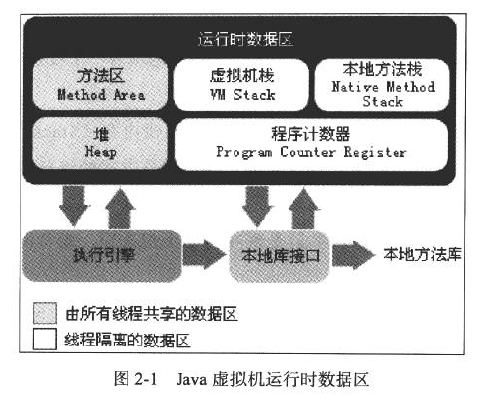 运行时数据区
方法区
Method Area
虚拟机栈
VM Stack
本地方法栈
Native Method
Stack
堆
Heap
程序计数器
Program Counter Register
执行引擎
本地库接口
本地方法库
由所有线程共享的数据区
线程隔离的数据区
图 2-1 Java 虚拟机运行时数据区